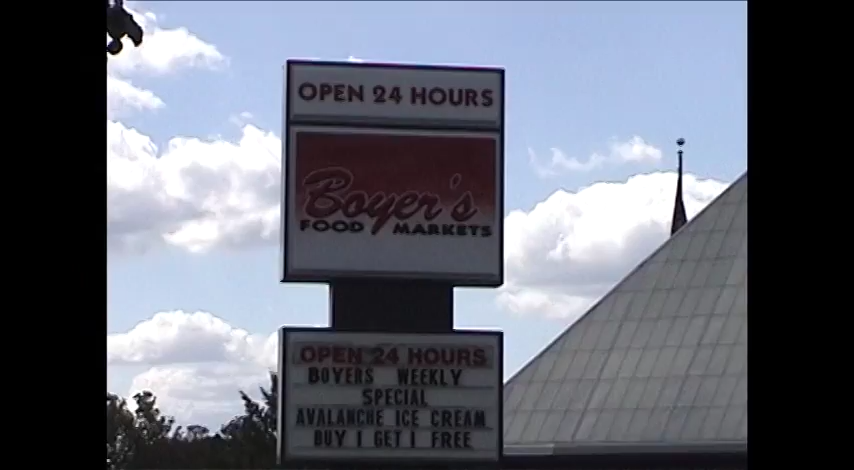 OPEN 24 HOURS
Boyer's
FOOD MARKETS
OPEN 24 HOURS
BOYERS WEEKLY
SPECIAL
AVALANCHE ICE CREAM
BUY 1 GET 1 FREE